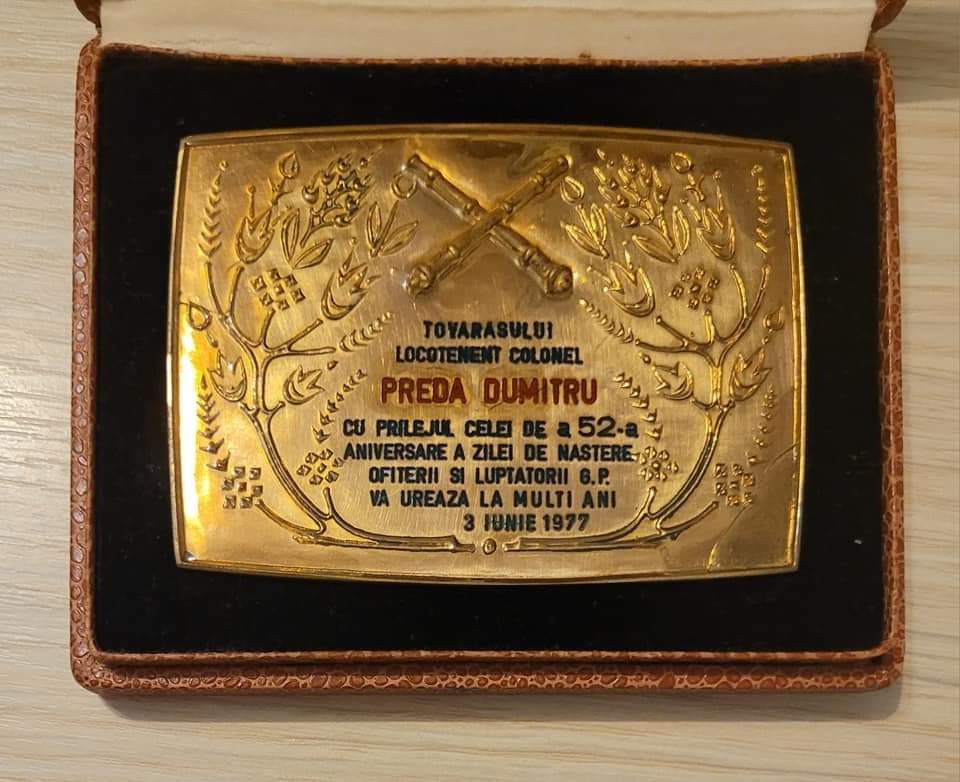 TOVARASULUI
LOCOTENENT COLONEL
PREDA DUMITRU
CU PRILEJUL CELEI DE a 52-a
ANIVERSARE A ZILEI DE NASTERE
OFITERII SI LUPTATORII G.P.
VA UREAZA LA MULTI ANI
3 IUNIE 1977